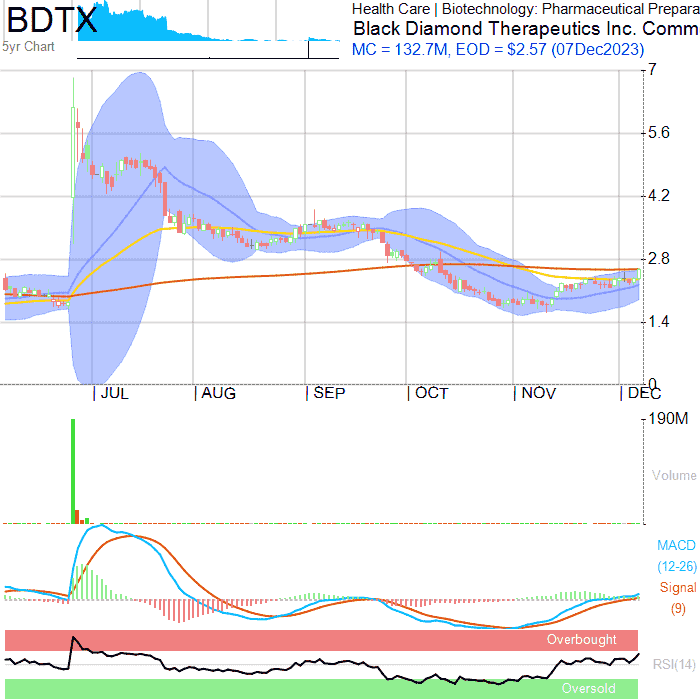 BDTX
5yr Chart
Health Care | Biotechnology: Pharmaceutical Prepara
Black Diamond Therapeutics Inc. Comm
MC = 132.7M, EOD = $2.57 (07Dec2023)
7
5.6
4.2
2.8
1.4
0
JUL AUG SEP OCT NOV DEC
190M
Volume
MACD
(12-26)
Signal
(9)
Overbought
RSI(14)
Oversold